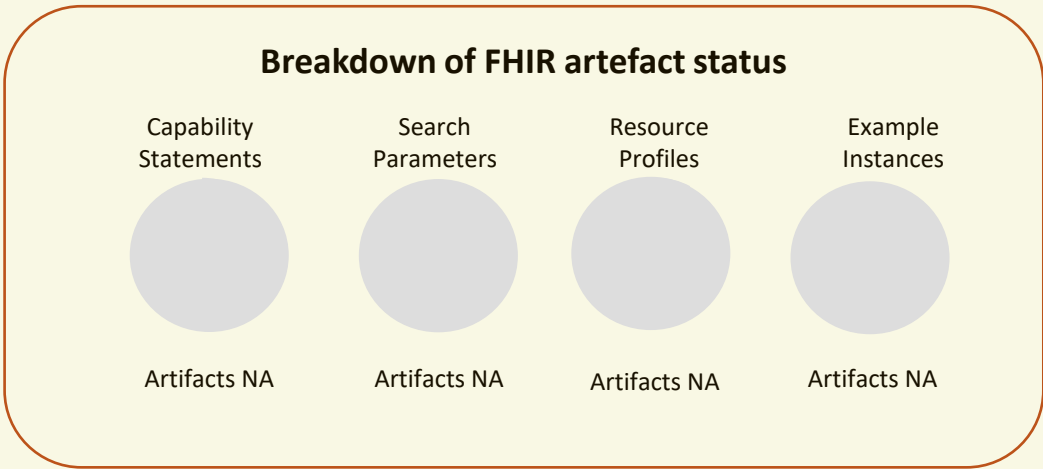 Breakdown of FHIR artefact status
Capability
Statements
Search
Parameters
Resource
Profiles
Example
Instances
Artifacts NA
Artifacts NA
Artifacts NA
Artifacts NA